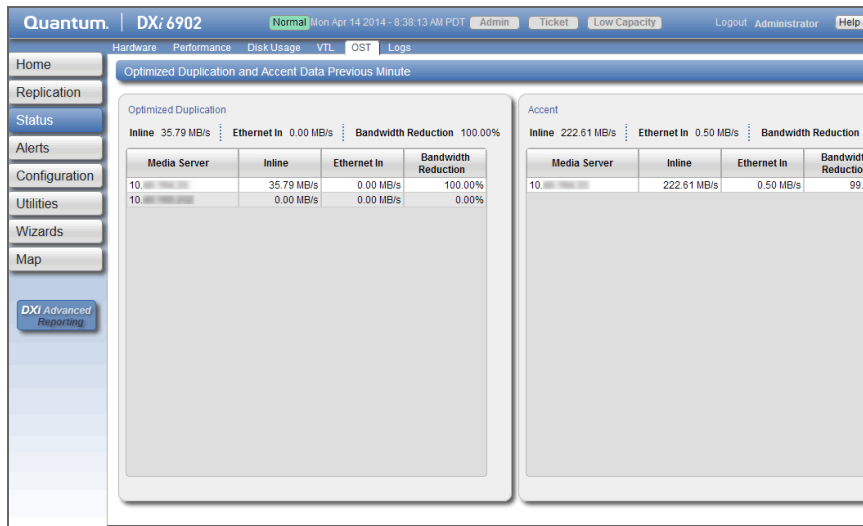 Quantum. DXi 6902 Normal Mon Apr 14 2014 - 8:38:13 AM PDT Admin Ticket Low Capacity Logout Administrator Help
Hardware Performance Disk Usage VTL OST Logs
Home
Replication
Status
Alerts
Configuration
Utilities
Wizards
Map
DXi Advanced
Reporting
Optimized Duplication and Accent Data Previous Minute
Optimized Duplication
Inline 35.79 MB/s Ethernet In 0.00 MB/s Bandwidth Reduction 100.00%
Media Server Inline Ethernet In Bandwidth Reduction
10. 35.79 MB/s 0.00 MB/s 100.00%
10. 0.00 MB/s 0.00 MB/s 0.00%
Accent
Inline 222.61 MB/s Ethernet In 0.50 MB/s Bandwidth Reduction
Media Server Inline Ethernet In
10. 222.61 MB/s 0.50 MB/s 99.